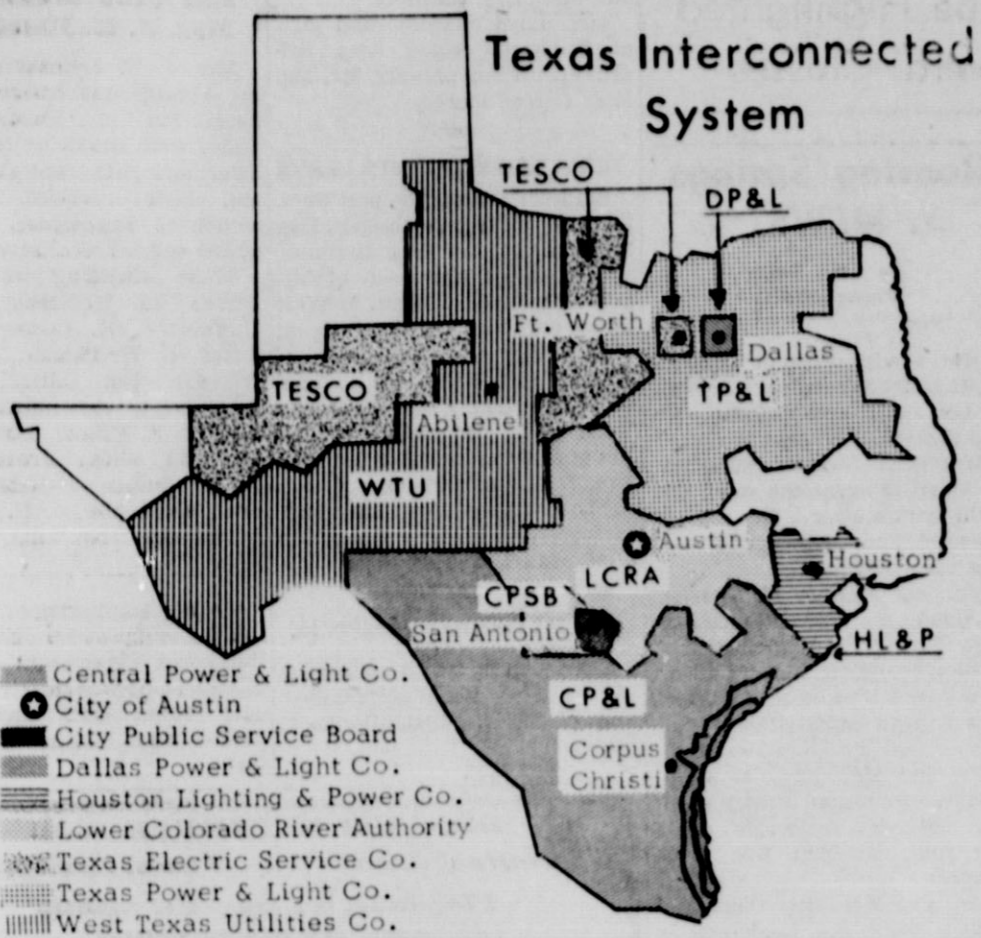 Texas Interconnected
System
TESCO
DP&L
Ft. Worth
Dallas
TESCO
TP&L
Abilene
WTU
Austin
Houston
LCRA
CPSB
San Antonio
HL&P
CP&L
Corpus
Christi
Central Power & Light Co.
City of Austin
City Public Service Board
Dallas Power & Light Co.
Houston Lighting & Power Co.
Lower Colorado River Authority
Texas Electric Service Co.
Texas Power & Light Co.
West Texas Utilities Co.